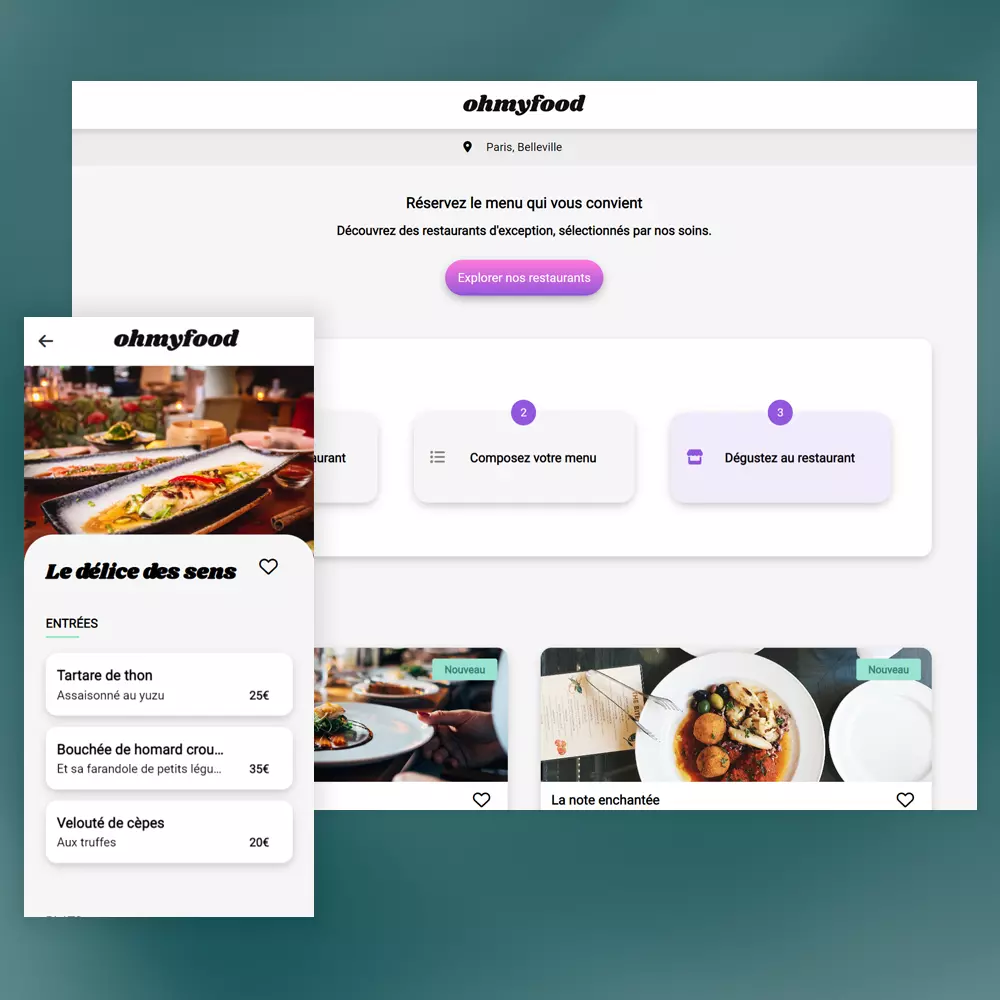 ohmyfood
Paris, Belleville
Réservez le menu qui vous convient
Découvrez des restaurants d'exception, sélectionnés par nos soins.
Explorer nos restaurants
2
Composez votre menu
3
Dégustez au restaurant
Nouveau
Nouveau
La note enchantée
ohmyfood
Le délice des sens
ENTRÉES
Tartare de thon
Assaisonné au yuzu 25€
Bouchée de homard crou...
Et sa farandole de petits légu... 35€
Velouté de cèpes
Aux truffes 20€